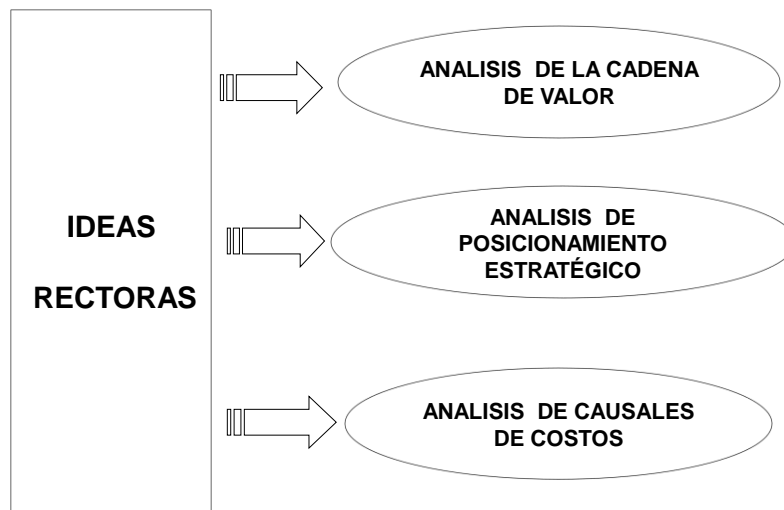 IDEAS
RECTORAS
ANALISIS DE LA CADENA
DE VALOR
ANALISIS DE
POSICIONAMIENTO
ESTRATÉGICO
ANALISIS DE CAUSALES
DE COSTOS